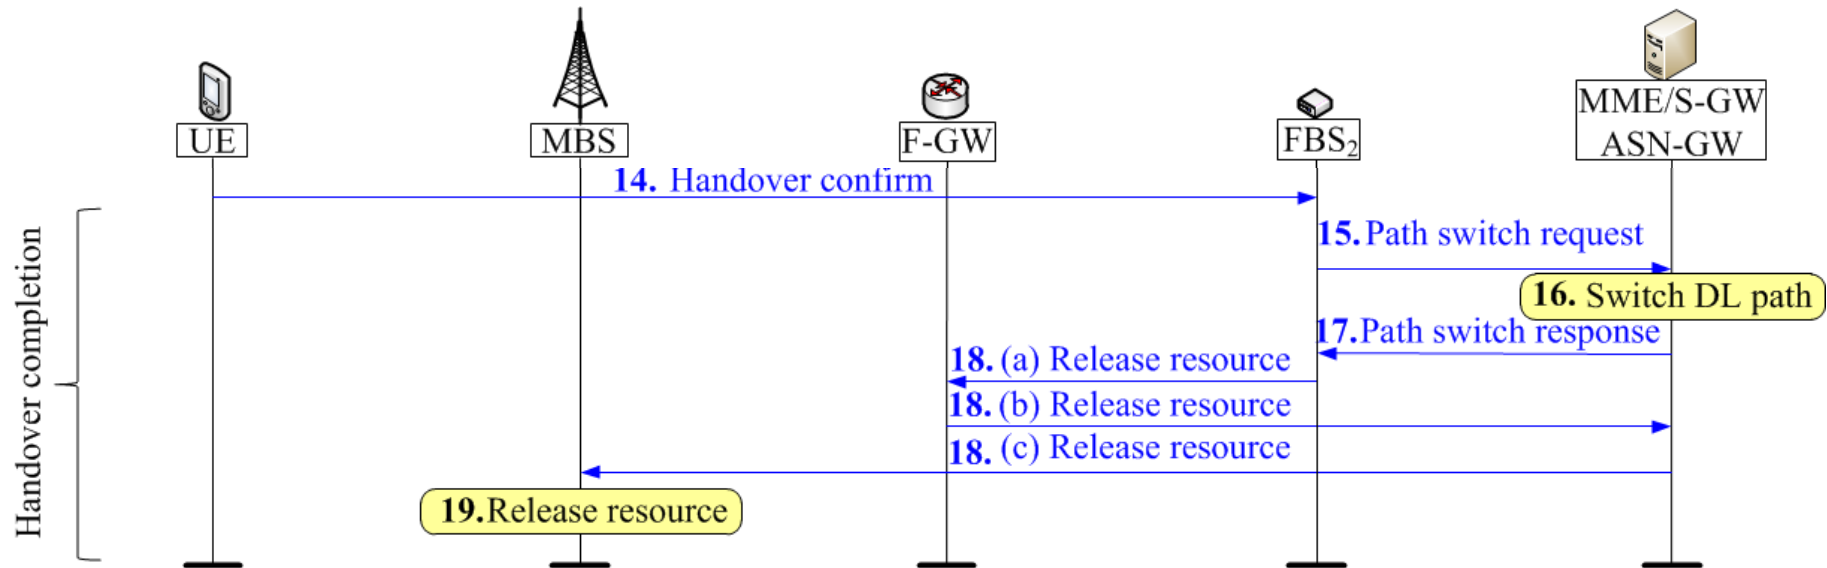 UE
MBS
F-GW
FBS2
MME/S-GW
ASN-GW
14. Handover confirm
15. Path switch request
16. Switch DL path
17. Path switch response
18. (a) Release resource
18. (b) Release resource
18. (c) Release resource
19. Release resource
Handover completion